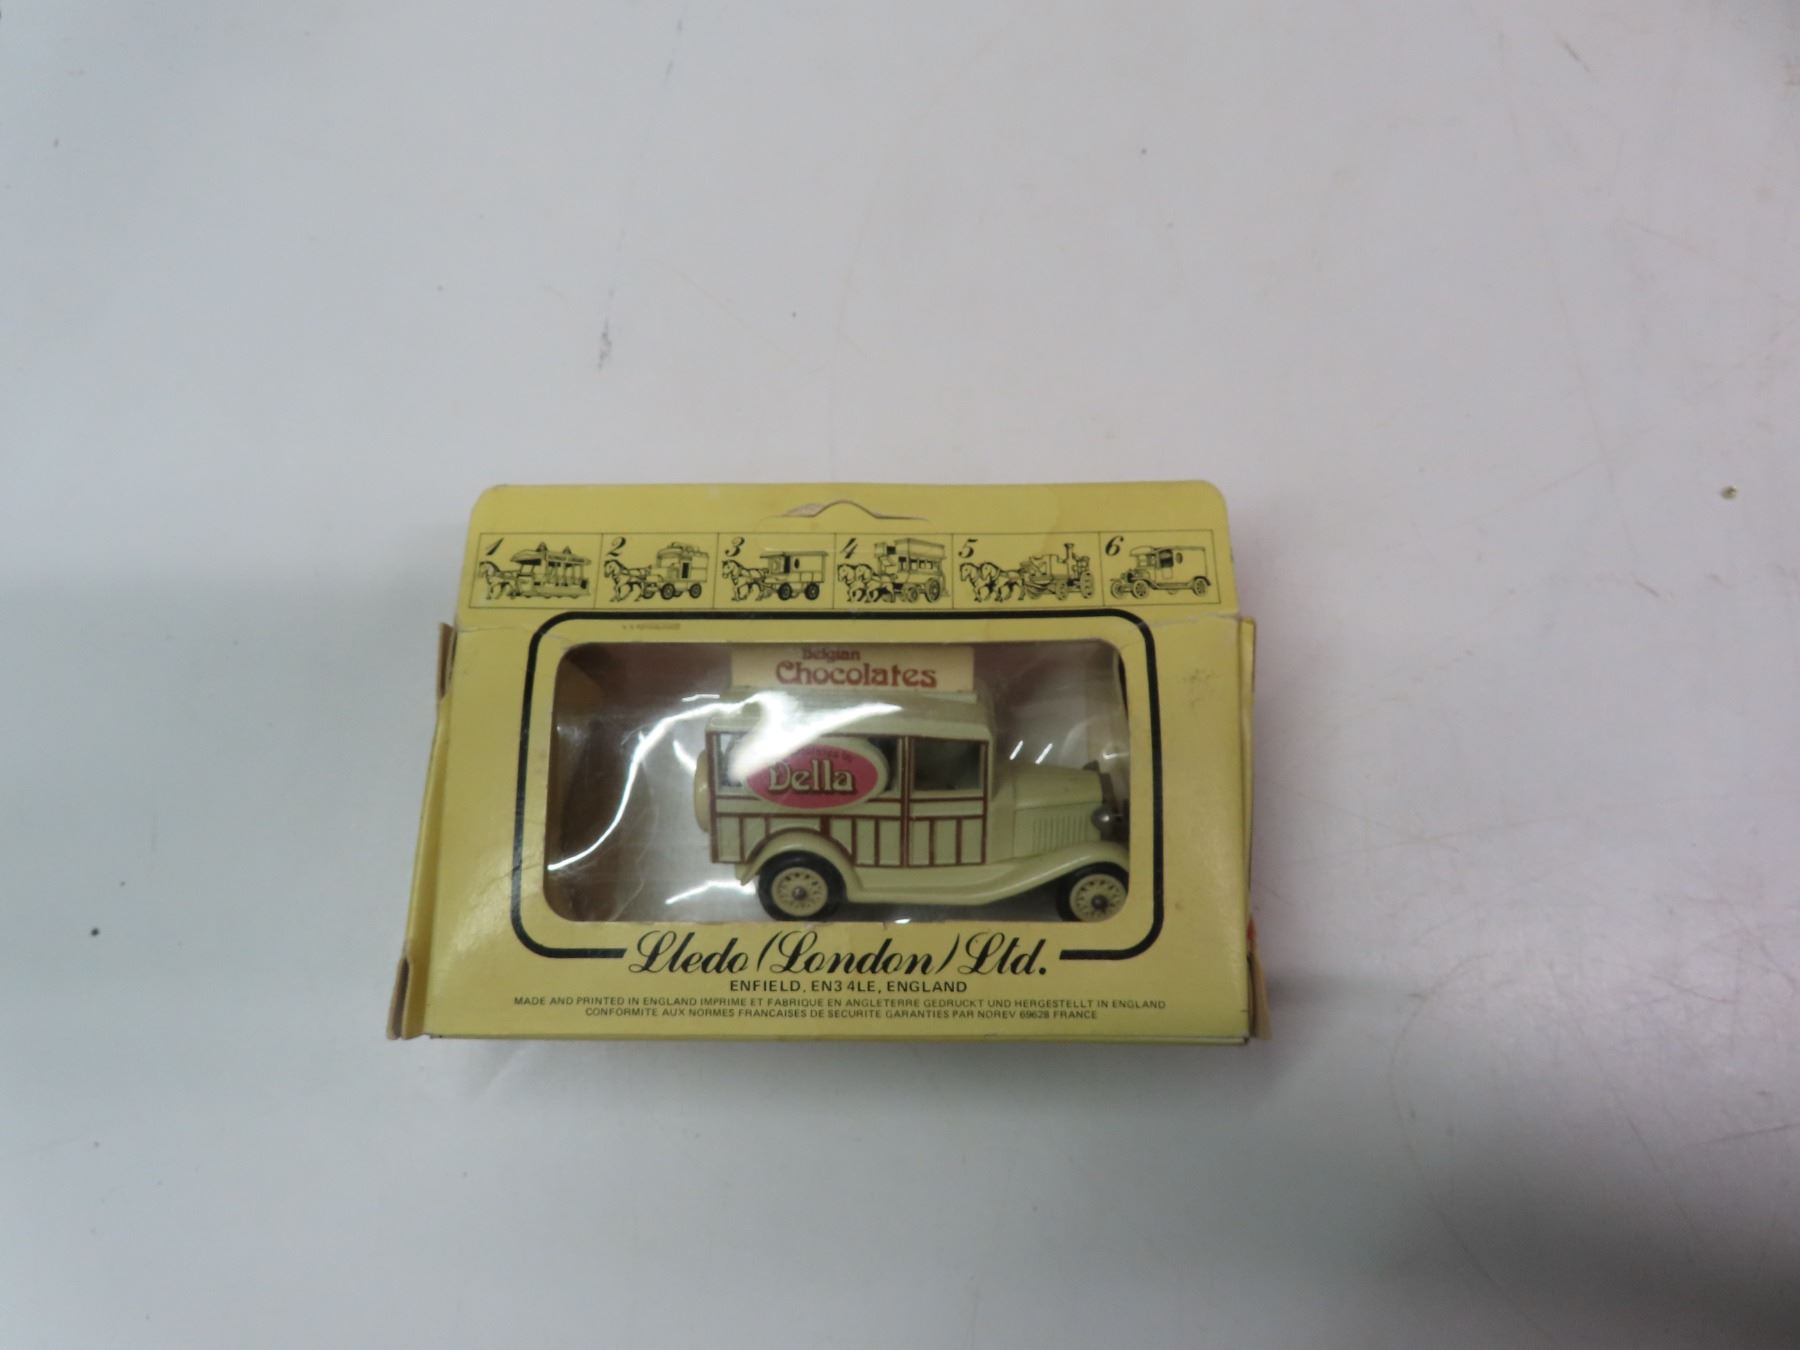 1 2 3 4 5 6
Belgian
Chocolates
Della
Lledo (London) Ltd.
ENFIELD, EN3 4LE, ENGLAND
MADE AND PRINTED IN ENGLAND IMPRIME ET FABRIQUE EN ANGLETERRE GEDRUCKT UND HERGESTELLT IN ENGLAND
CONFORMITE AUX NORMES FRANCAISES DE SECURITE GARANTIES PAR NOREV 69628 FRANCE